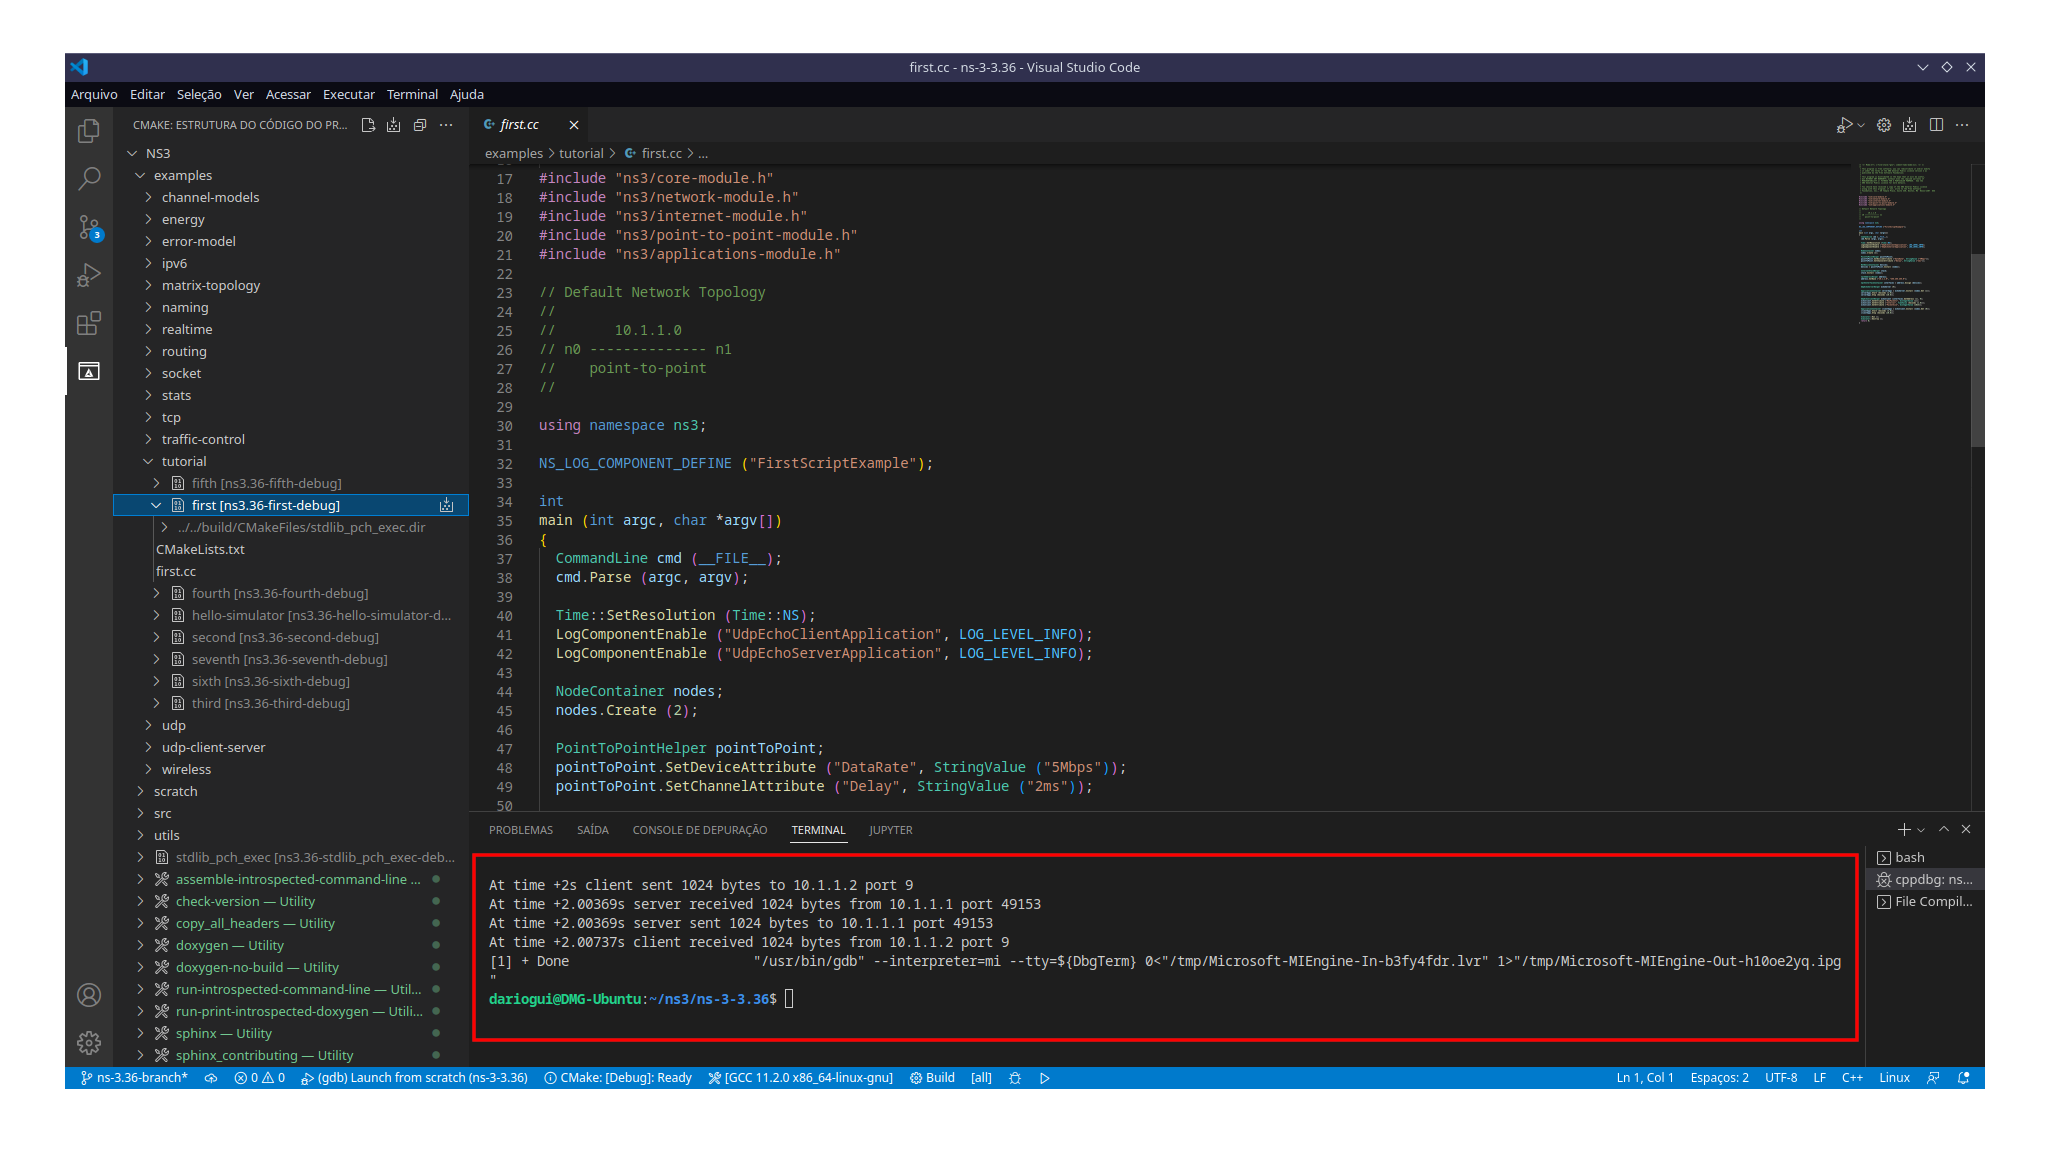 first.cc - ns-3-3.36 - Visual Studio Code
Arquivo Editar Seleção Ver Acessar Executar Terminal Ajuda
CMAKE: ESTRUTURA DO CÓDIGO DO PR...
NS3
examples
channel-models
energy
error-model
ipv6
matrix-topology
naming
realtime
routing
socket
stats
tcp
traffic-control
tutorial
fifth [ns3.36-fifth-debug]
first [ns3.36-first-debug]
../../build/CMakeFiles/stdlib_pch_exec.dir
CMakeLists.txt
first.cc
fourth [ns3.36-fourth-debug]
hello-simulator [ns3.36-hello-simulator-d...
second [ns3.36-second-debug]
seventh [ns3.36-seventh-debug]
sixth [ns3.36-sixth-debug]
third [ns3.36-third-debug]
udp
udp-client-server
wireless
scratch
src
utils
stdlib_pch_exec [ns3.36-stdlib_pch_exec-deb...
assemble-introspected-command-line ...
check-version — Utility
copy_all_headers — Utility
doxygen — Utility
doxygen-no-build — Utility
run-introspected-command-line — Util...
run-print-introspected-doxygen — Utili...
sphinx — Utility
sphinx_contributing — Utility
3
first.cc
examples > tutorial > first.cc > ...
17 #include "ns3/core-module.h"
18 #include "ns3/network-module.h"
19 #include "ns3/internet-module.h"
20 #include "ns3/point-to-point-module.h"
21 #include "ns3/applications-module.h"
22
23 // Default Network Topology
24 //
25 //       10.1.1.0
26 // n0 -------------- n1
27 //    point-to-point
28 //
29
30 using namespace ns3;
31
32 NS_LOG_COMPONENT_DEFINE ("FirstScriptExample");
33
34 int
35 main (int argc, char *argv[])
36 {
37   CommandLine cmd (__FILE__);
38   cmd.Parse (argc, argv);
39
40   Time::SetResolution (Time::NS);
41   LogComponentEnable ("UdpEchoClientApplication", LOG_LEVEL_INFO);
42   LogComponentEnable ("UdpEchoServerApplication", LOG_LEVEL_INFO);
43
44   NodeContainer nodes;
45   nodes.Create (2);
46
47   PointToPointHelper pointToPoint;
48   pointToPoint.SetDeviceAttribute ("DataRate", StringValue ("5Mbps"));
49   pointToPoint.SetChannelAttribute ("Delay", StringValue ("2ms"));
50
PROBLEMAS SAÍDA CONSOLE DE DEPURAÇÃO TERMINAL JUPYTER
At time +2s client sent 1024 bytes to 10.1.1.2 port 9
At time +2.00369s server received 1024 bytes from 10.1.1.1 port 49153
At time +2.00369s server sent 1024 bytes to 10.1.1.1 port 49153
At time +2.00737s client received 1024 bytes from 10.1.1.2 port 9
[1] + Done                       "/usr/bin/gdb" --interpreter=mi --tty=${DbgTerm} 0<"/tmp/Microsoft-MIEngine-In-b3fy4fdr.lvr" 1>"/tmp/Microsoft-MIEngine-Out-h10oe2yq.ipg
"
dariogui@DMG-Ubuntu:~/ns3/ns-3-3.36$
bash
cppdbg: ns...
File Compil...
ns-3.36-branch* 0 0 (gdb) Launch from scratch (ns-3-3.36) CMake: [Debug]: Ready [GCC 11.2.0 x86_64-linux-gnu] Build [all] Ln 1, Col 1 Espaços: 2 UTF-8 LF C++ Linux